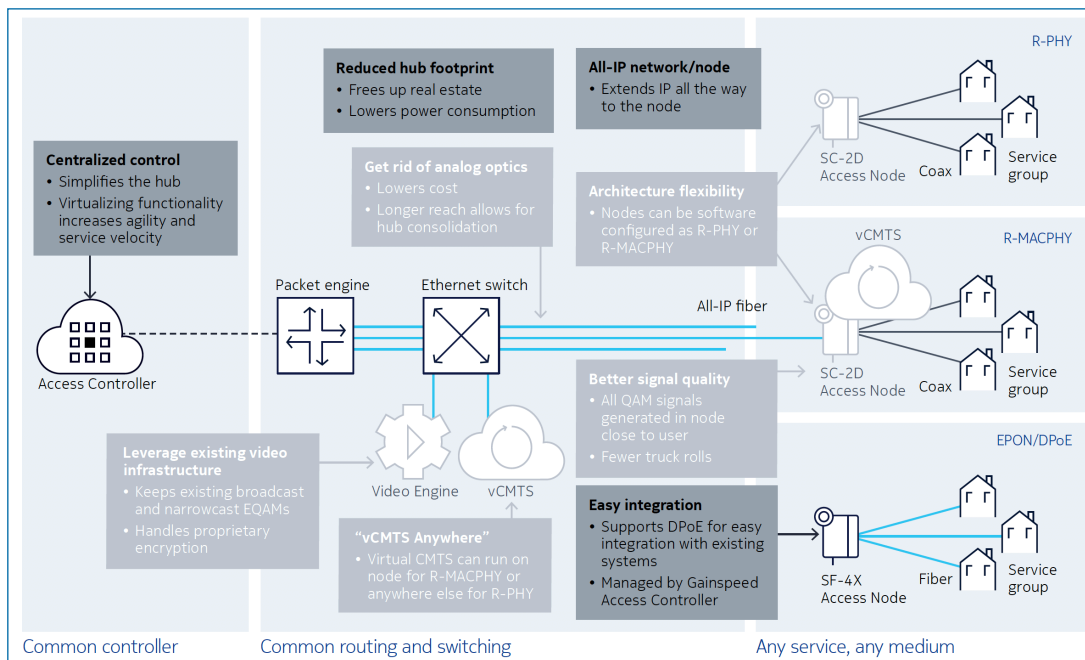 Reduced hub footprint
• Frees up real estate
• Lowers power consumption
All-IP network/node
• Extends IP all the way
to the node
R-PHY
SC-2D
Access Node
Coax
Service
group
Centralized control
• Simplifies the hub
• Virtualizing functionality
increases agility and
service velocity
Get rid of analog optics
• Lowers cost
• Longer reach allows for
hub consolidation
Architecture flexibility
• Nodes can be software
configured as R-PHY or
R-MACPHY
R-MACPHY
vCMTS
SC-2D
Access Node
Coax
Service
group
Packet engine
Ethernet switch
All-IP fiber
Access Controller
Better signal quality
• All QAM signals
generated in node
close to user
• Fewer truck rolls
Leverage existing video
infrastructure
• Keeps existing broadcast
and narrowcast EQAMs
• Handles proprietary
encryption
Video Engine
vCMTS
“vCMTS Anywhere”
• Virtual CMTS can run on
node for R-MACPHY or
anywhere else for R-PHY
Easy integration
• Supports DPoE for easy
integration with existing
systems
• Managed by Gainspeed
Access Controller
EPON/DPoE
SF-4X
Access Node
Fiber
Service
group
Common controller
Common routing and switching
Any service, any medium